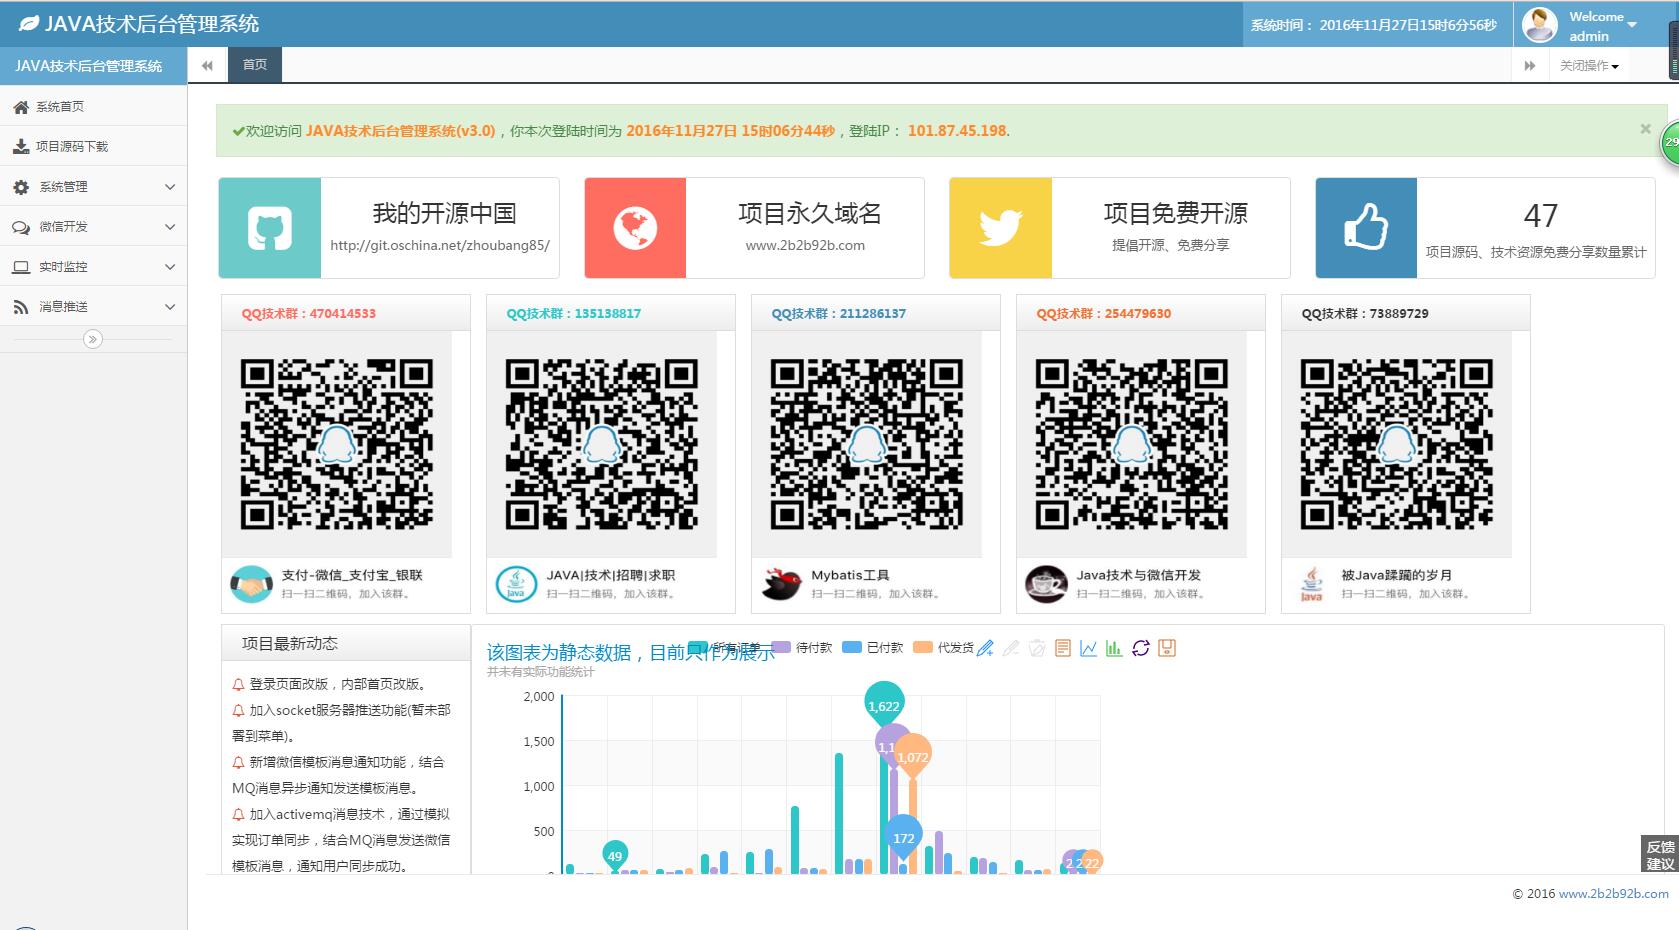 JAVA技术后台管理系统
系统时间： 2016年11月27日15时6分56秒
Welcome
admin
JAVA技术后台管理系统
首页
关闭操作
系统首页
项目源码下载
系统管理
微信开发
实时监控
消息推送
欢迎访问 JAVA技术后台管理系统(v3.0)，你本次登陆时间为 2016年11月27日 15时06分44秒，登陆IP： 101.87.45.198.
×
29
我的开源中国
http://git.oschina.net/zhoubang85/
项目永久域名
www.2b2b92b.com
项目免费开源
提倡开源、免费分享
47
项目源码、技术资源免费分享数量累计
QQ技术群：470414533
QQ技术群：135138817
QQ技术群：211286137
QQ技术群：254479630
QQ技术群：73889729
支付-微信_支付宝_银联
扫一扫二维码，加入该群。
JAVA|技术|招聘|求职
扫一扫二维码，加入该群。
Mybatis工具
扫一扫二维码，加入该群。
Java技术与微信开发
扫一扫二维码，加入该群。
被Java蹂躏的岁月
扫一扫二维码，加入该群。
项目最新动态
登录页面改版，内部首页改版。
加入socket服务器推送功能(暂未部
署到菜单)。
新增微信模板消息通知功能，结合
MQ消息异步通知发送模板消息。
加入activemq消息技术，通过模拟
实现订单同步，结合MQ消息发送微信
模板消息，通知用户同步成功。
该图表为静态数据，目前只作为展示
并未有实际功能统计
所有订单
待付款
已付款
代发货
2,000
1,500
1,000
500
49
1,622
1,072
172
22
反馈
建议
© 2016 www.2b2b92b.com